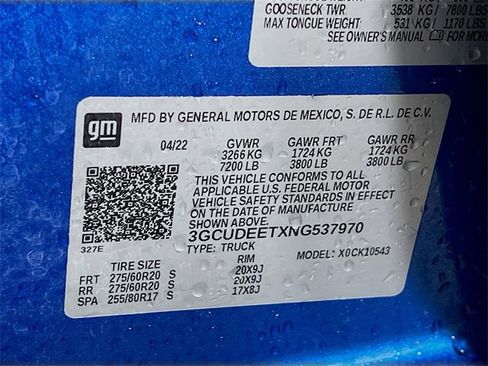 GOOSENECK TWR: 3538 KG / 7800 LBS
MAX TONGUE WEIGHT: 531 KG / 1170 LBS
SEE OWNER'S MANUAL FOR MORE
gm
MFD BY GENERAL MOTORS DE MEXICO, S. DE R.L. DE C.V.
04/22 GVWR GAWR FRT GAWR RR
3266 KG 1724 KG 1724 KG
7200 LB 3800 LB 3800 LB
THIS VEHICLE CONFORMS TO ALL
APPLICABLE U.S. FEDERAL MOTOR
VEHICLE SAFETY STANDARDS IN EFFECT
ON THE DATE OF MANUFACTURE
SHOWN ABOVE.
327E
3GCUDEETXNG537970
TYPE: TRUCK MODEL: X0CK10543
TIRE SIZE RIM
FRT 275/60R20 S 20X9J
RR 275/60R20 S 20X9J
SPA 255/80R17 S 17X8J